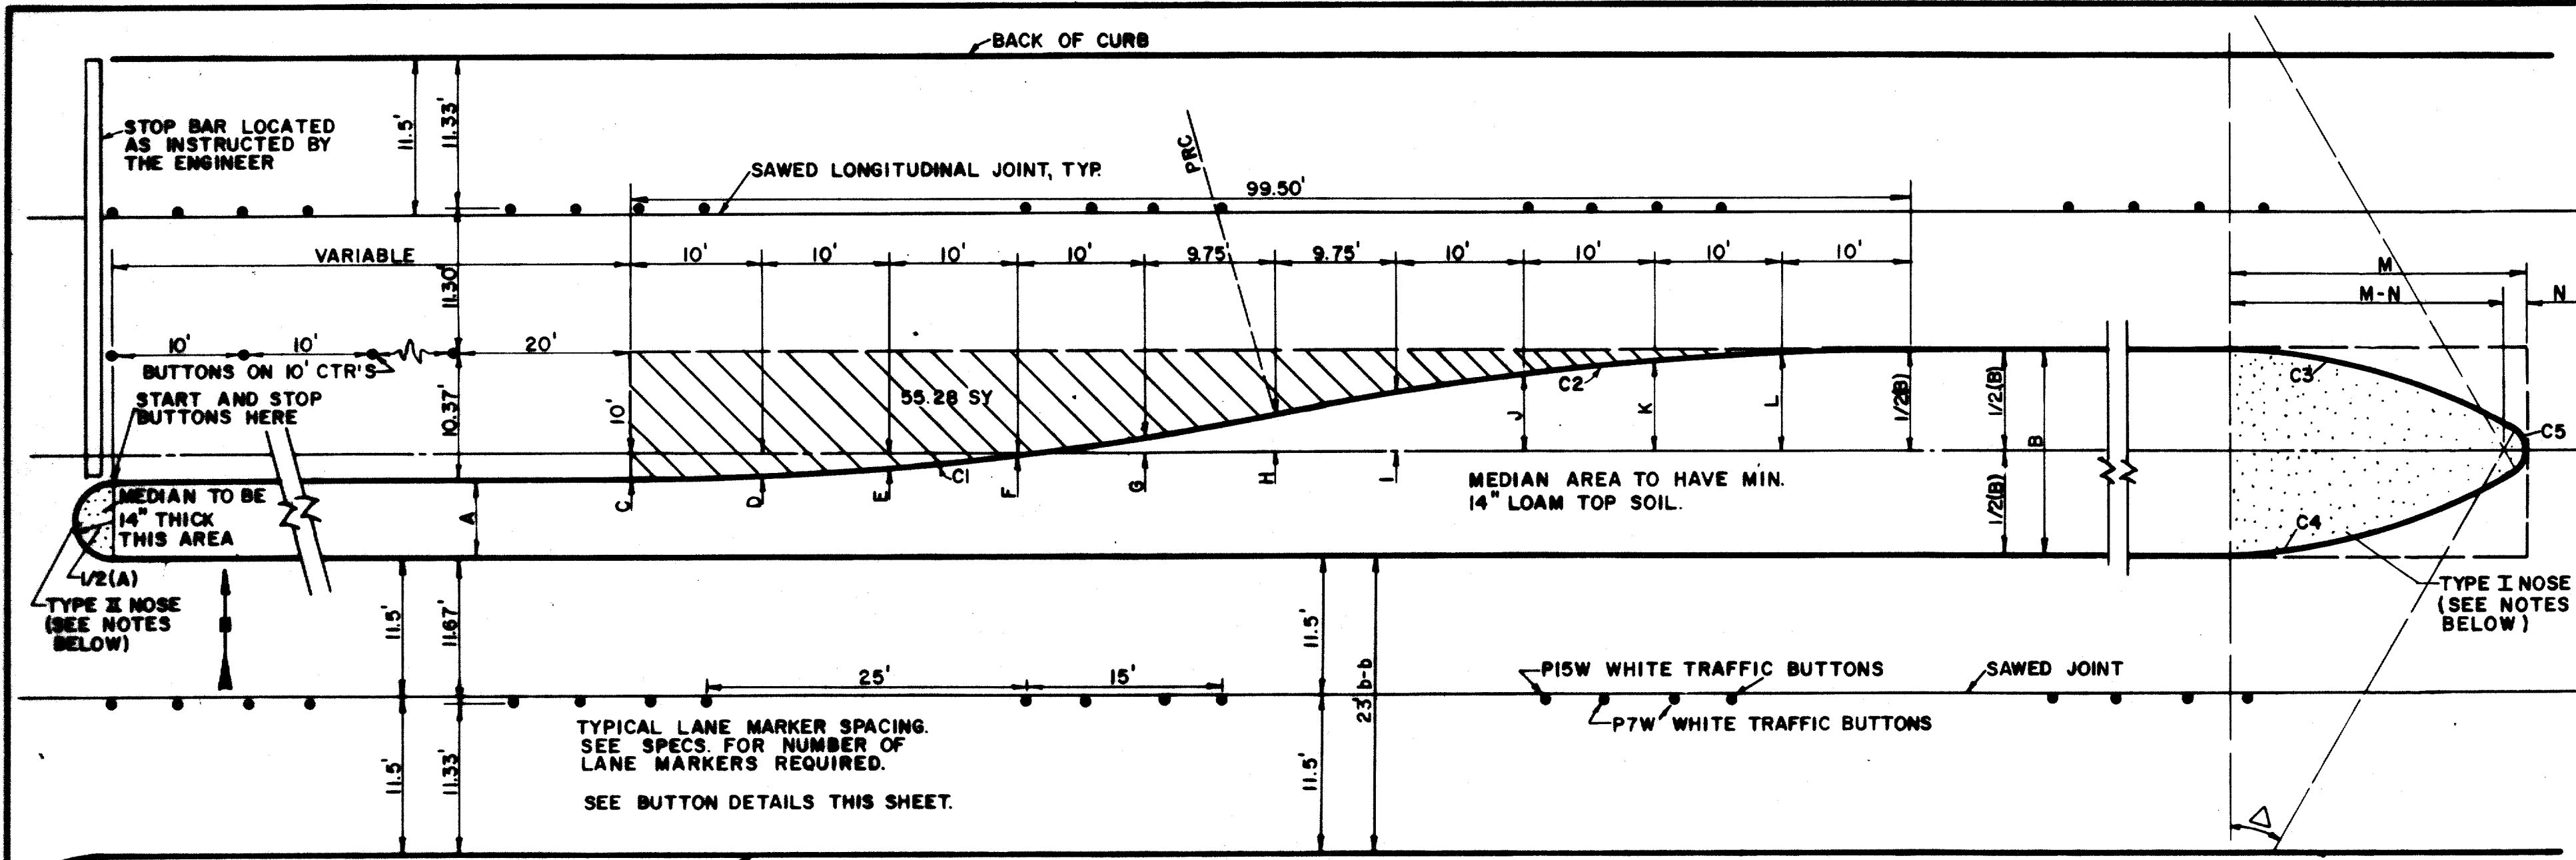 BACK OF CURB
STOP BAR LOCATED
AS INSTRUCTED BY
THE ENGINEER
11.5'
11.33'
SAWED LONGITUDINAL JOINT, TYP.
PRC
99.50'
VARIABLE
11.30'
10'
10'
10'
10'
9.75'
9.75'
10'
10'
10'
10'
M
M-N
N
10'
10'
20'
BUTTONS ON 10' CTR'S
START AND STOP
BUTTONS HERE
10.37'
10'
55.28 SY
C1
C2
C3
C4
C5
1/2(B)
1/2(B)
1/2(B)
B
A
C
D
E
F
G
H
I
J
K
L
MEDIAN TO BE
14" THICK
THIS AREA
MEDIAN AREA TO HAVE MIN.
14" LOAM TOP SOIL.
1/2(A)
TYPE II NOSE
(SEE NOTES
BELOW)
TYPE I NOSE
(SEE NOTES
BELOW)
11.5'
11.67'
11.5'
23' b-b
25'
15'
P15W WHITE TRAFFIC BUTTONS
SAWED JOINT
P7W WHITE TRAFFIC BUTTONS
TYPICAL LANE MARKER SPACING.
SEE SPECS. FOR NUMBER OF
LANE MARKERS REQUIRED.
SEE BUTTON DETAILS THIS SHEET.
11.5'
11.33'
11.5'
△